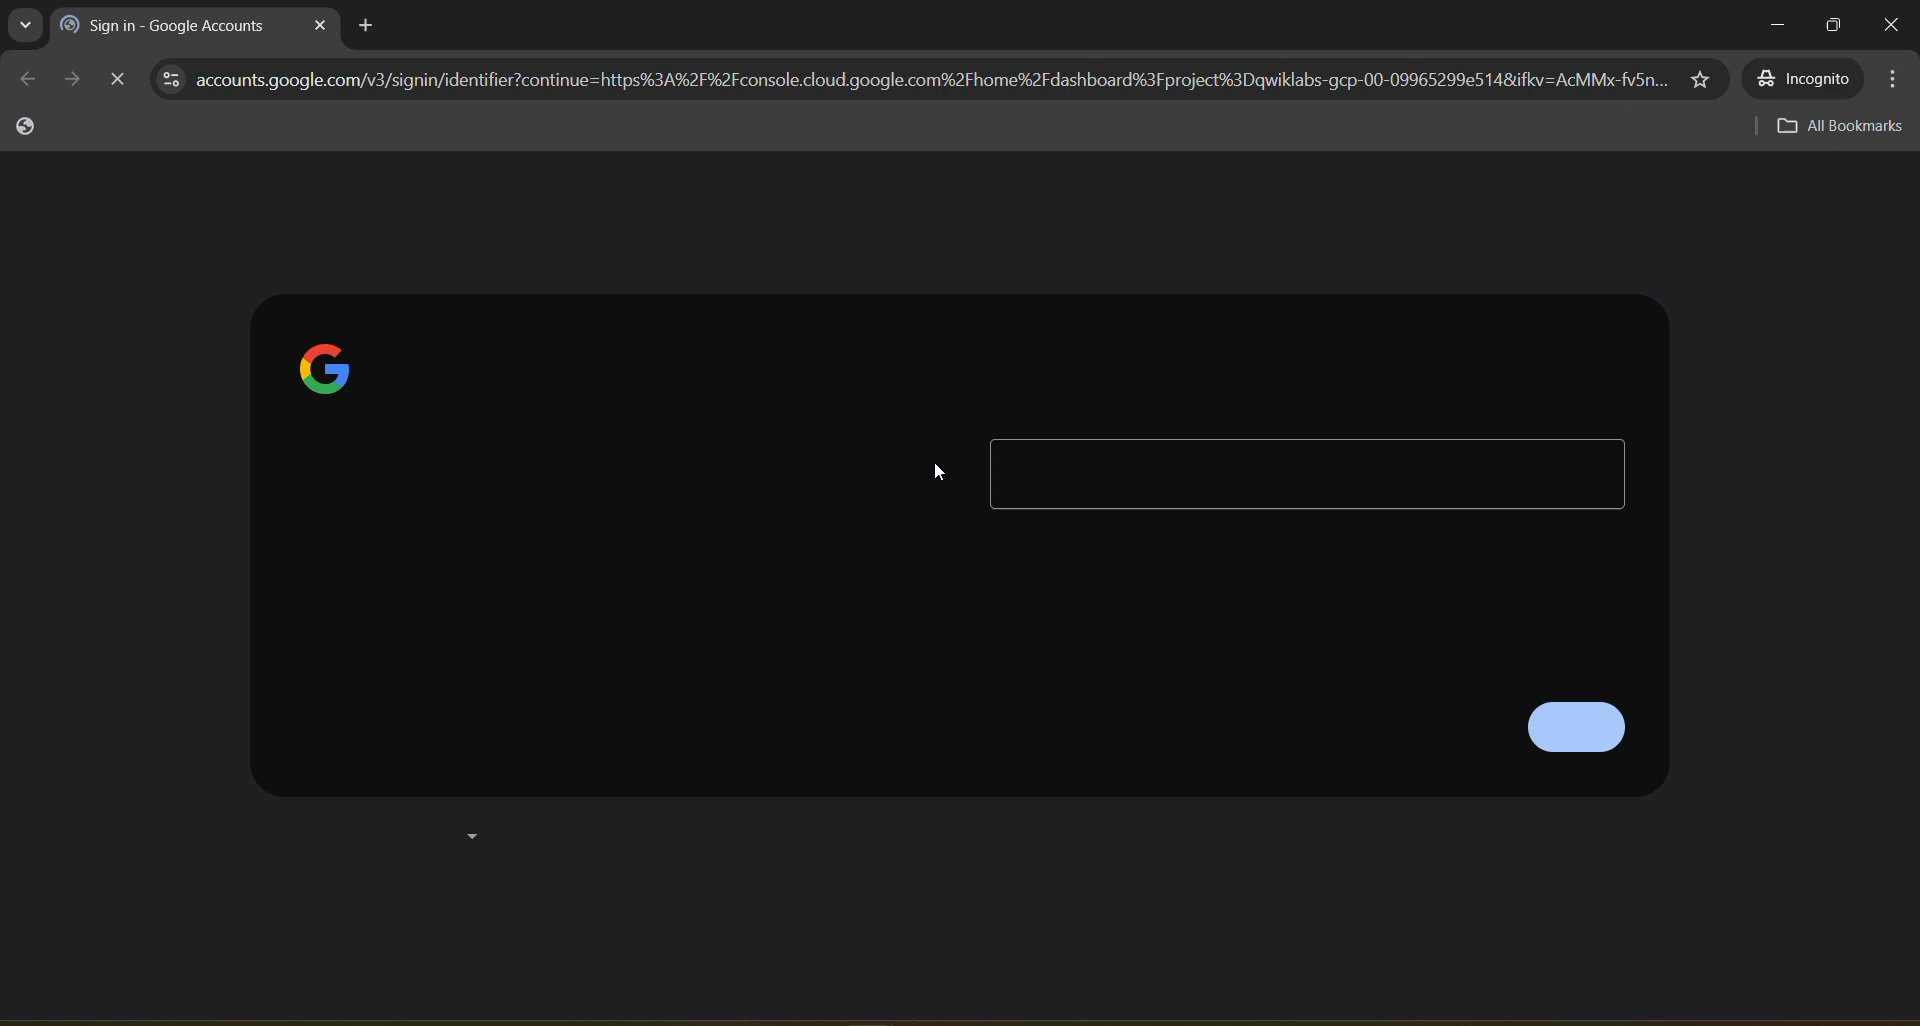 Sign in - Google Accounts
accounts.google.com/v3/signin/identifier?continue=https%3A%2F%2Fconsole.cloud.google.com%2Fhome%2Fdashboard%3Fproject%3Dqwiklabs-gcp-00-09965299e514&ifkv=AcMMx-fv5n...
Incognito
All Bookmarks